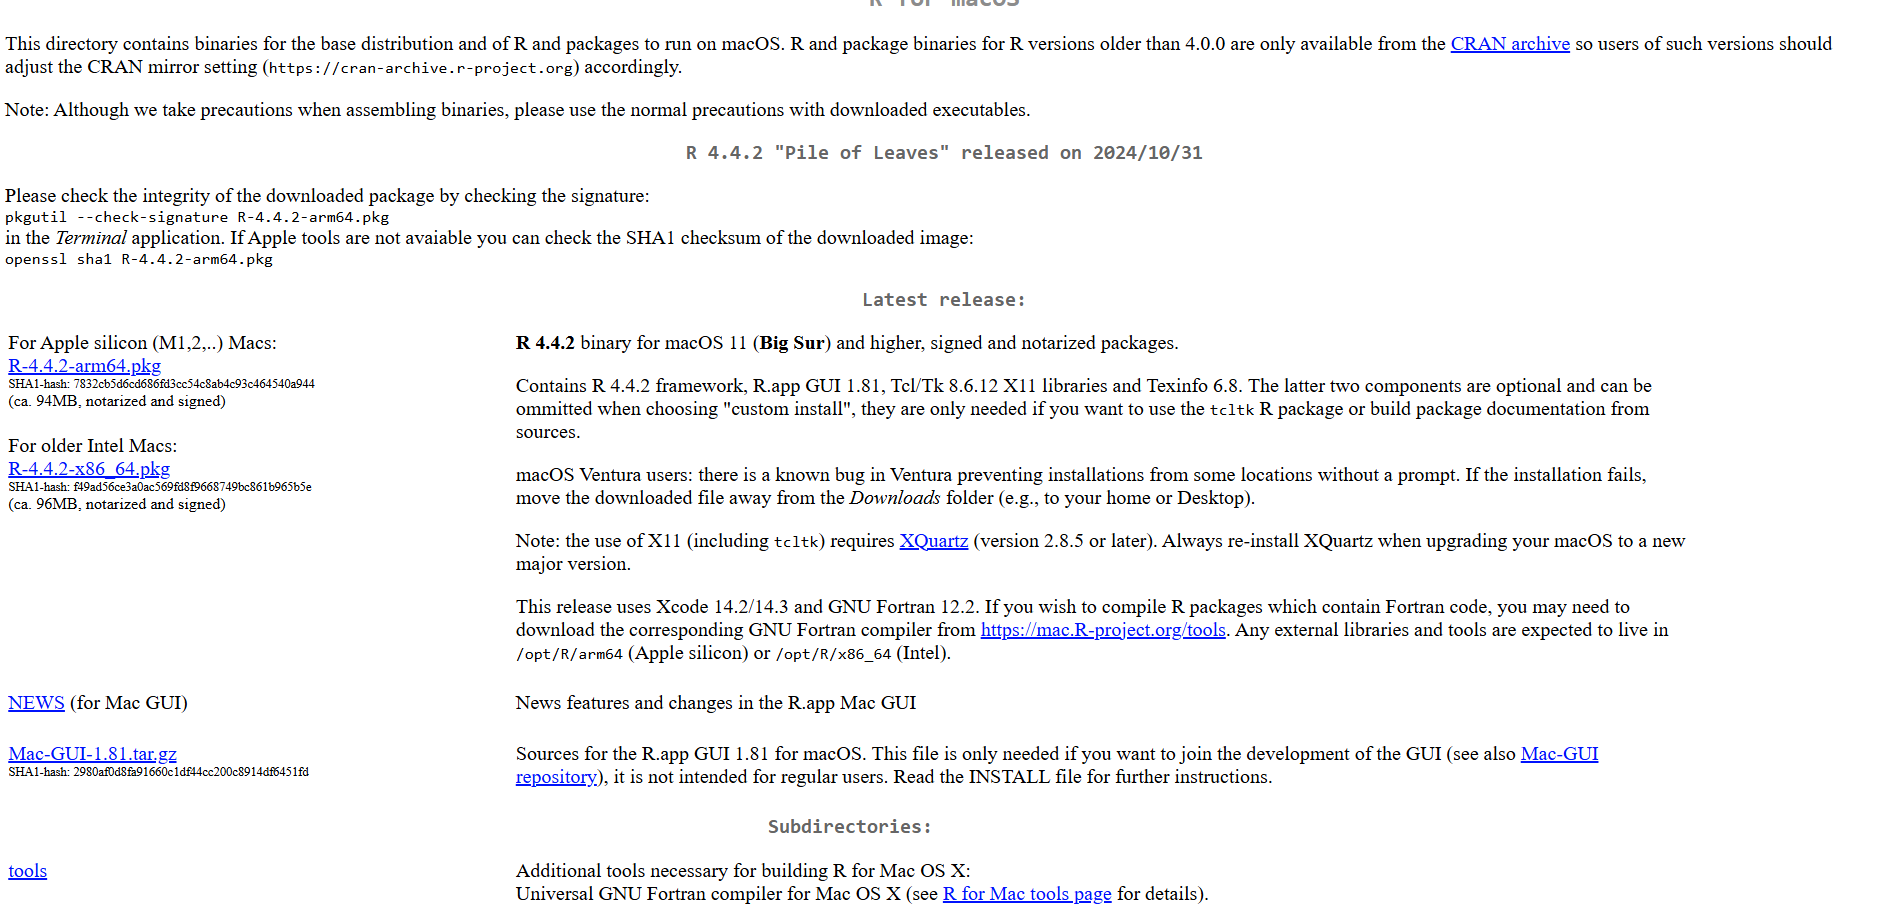 R for macOS
This directory contains binaries for the base distribution and of R and packages to run on macOS. R and package binaries for R versions older than 4.0.0 are only available from the CRAN archive so users of such versions should
adjust the CRAN mirror setting (https://cran-archive.r-project.org) accordingly.
Note: Although we take precautions when assembling binaries, please use the normal precautions with downloaded executables.
R 4.4.2 "Pile of Leaves" released on 2024/10/31
Please check the integrity of the downloaded package by checking the signature:
pkgutil --check-signature R-4.4.2-arm64.pkg
in the Terminal application. If Apple tools are not avaiable you can check the SHA1 checksum of the downloaded image:
openssl sha1 R-4.4.2-arm64.pkg
Latest release:
For Apple silicon (M1,2,..) Macs:
R-4.4.2-arm64.pkg
SHA1-hash: 7832cb5d6cd686fd3cc54c8ab4c93c464540a944
(ca. 94MB, notarized and signed)
For older Intel Macs:
R-4.4.2-x86_64.pkg
SHA1-hash: f49ad56ce3a0ac569fd8f9668749bc861b965b5e
(ca. 96MB, notarized and signed)
R 4.4.2 binary for macOS 11 (Big Sur) and higher, signed and notarized packages.
Contains R 4.4.2 framework, R.app GUI 1.81, Tcl/Tk 8.6.12 X11 libraries and Texinfo 6.8. The latter two components are optional and can be
ommitted when choosing "custom install", they are only needed if you want to use the tcltk R package or build package documentation from
sources.
macOS Ventura users: there is a known bug in Ventura preventing installations from some locations without a prompt. If the installation fails,
move the downloaded file away from the Downloads folder (e.g., to your home or Desktop).
Note: the use of X11 (including tcltk) requires XQuartz (version 2.8.5 or later). Always re-install XQuartz when upgrading your macOS to a new
major version.
This release uses Xcode 14.2/14.3 and GNU Fortran 12.2. If you wish to compile R packages which contain Fortran code, you may need to
download the corresponding GNU Fortran compiler from https://mac.R-project.org/tools. Any external libraries and tools are expected to live in
/opt/R/arm64 (Apple silicon) or /opt/R/x86_64 (Intel).
NEWS (for Mac GUI)
News features and changes in the R.app Mac GUI
Mac-GUI-1.81.tar.gz
SHA1-hash: 2980af0d8fa91660c1df44cc200c8914df6451fd
Sources for the R.app GUI 1.81 for macOS. This file is only needed if you want to join the development of the GUI (see also Mac-GUI
repository), it is not intended for regular users. Read the INSTALL file for further instructions.
Subdirectories:
tools
Additional tools necessary for building R for Mac OS X:
Universal GNU Fortran compiler for Mac OS X (see R for Mac tools page for details).